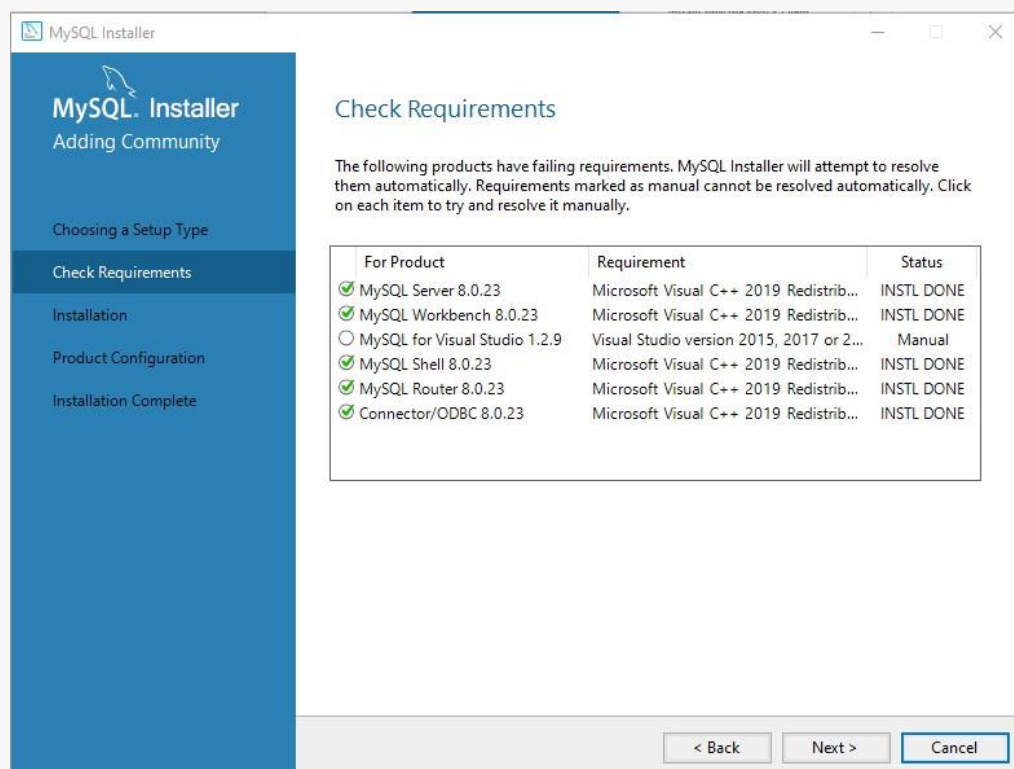 MySQL Installer
MySQL. Installer
Adding Community
Choosing a Setup Type
Check Requirements
Installation
Product Configuration
Installation Complete
Check Requirements
The following products have failing requirements. MySQL Installer will attempt to resolve
them automatically. Requirements marked as manual cannot be resolved automatically. Click
on each item to try and resolve it manually.
For Product Requirement Status
MySQL Server 8.0.23 Microsoft Visual C++ 2019 Redistrib... INSTL DONE
MySQL Workbench 8.0.23 Microsoft Visual C++ 2019 Redistrib... INSTL DONE
MySQL for Visual Studio 1.2.9 Visual Studio version 2015, 2017 or 2... Manual
MySQL Shell 8.0.23 Microsoft Visual C++ 2019 Redistrib... INSTL DONE
MySQL Router 8.0.23 Microsoft Visual C++ 2019 Redistrib... INSTL DONE
Connector/ODBC 8.0.23 Microsoft Visual C++ 2019 Redistrib... INSTL DONE
< Back Next > Cancel